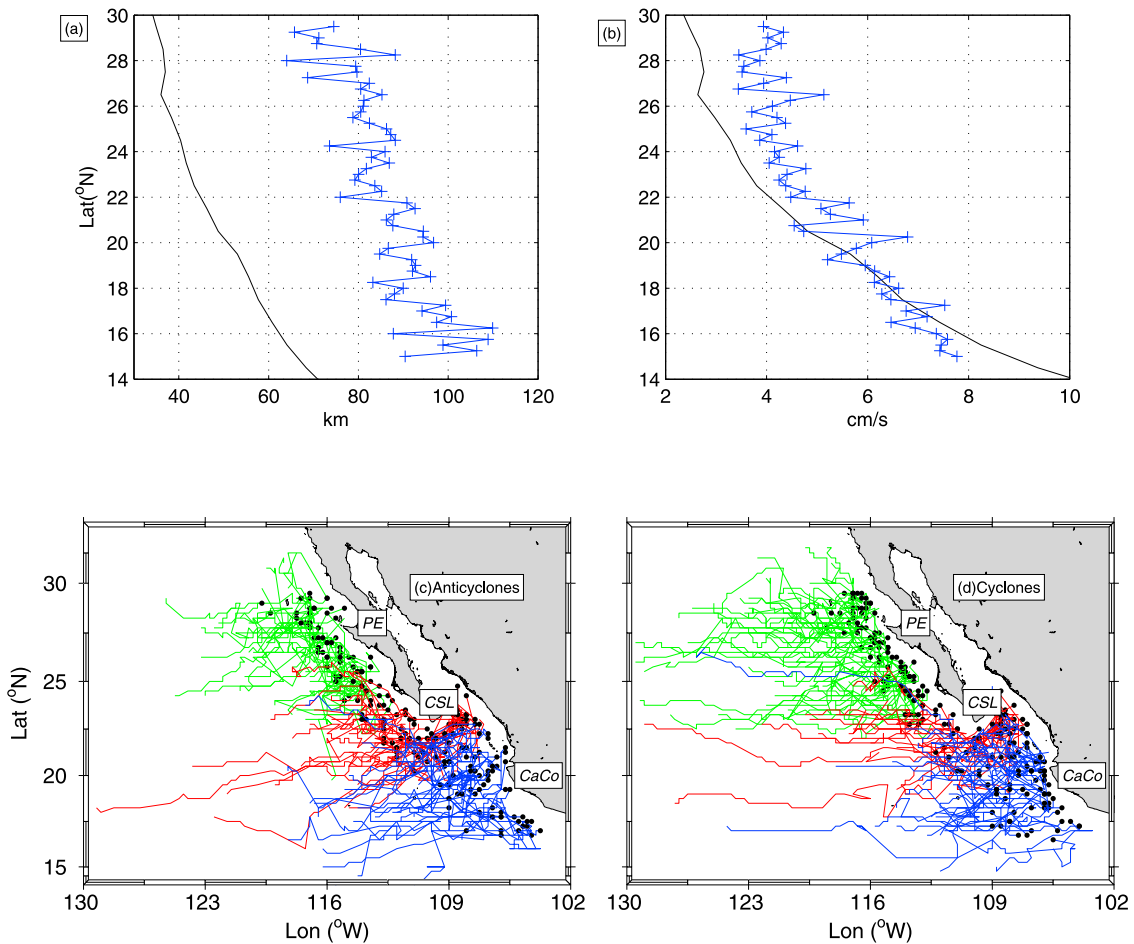 (a)
30
28
26
24
22
20
18
16
14
Lat(°N)
40 60 80 100 120
km
(b)
30
28
26
24
22
20
18
16
14
2 4 6 8 10
cm/s
(c)Anticyclones
PE
CSL
CaCo
30
25
20
15
Lat (°N)
130 123 116 109 102
Lon (°W)
(d)Cyclones
PE
CSL
CaCo
130 123 116 109 102
Lon (°W)